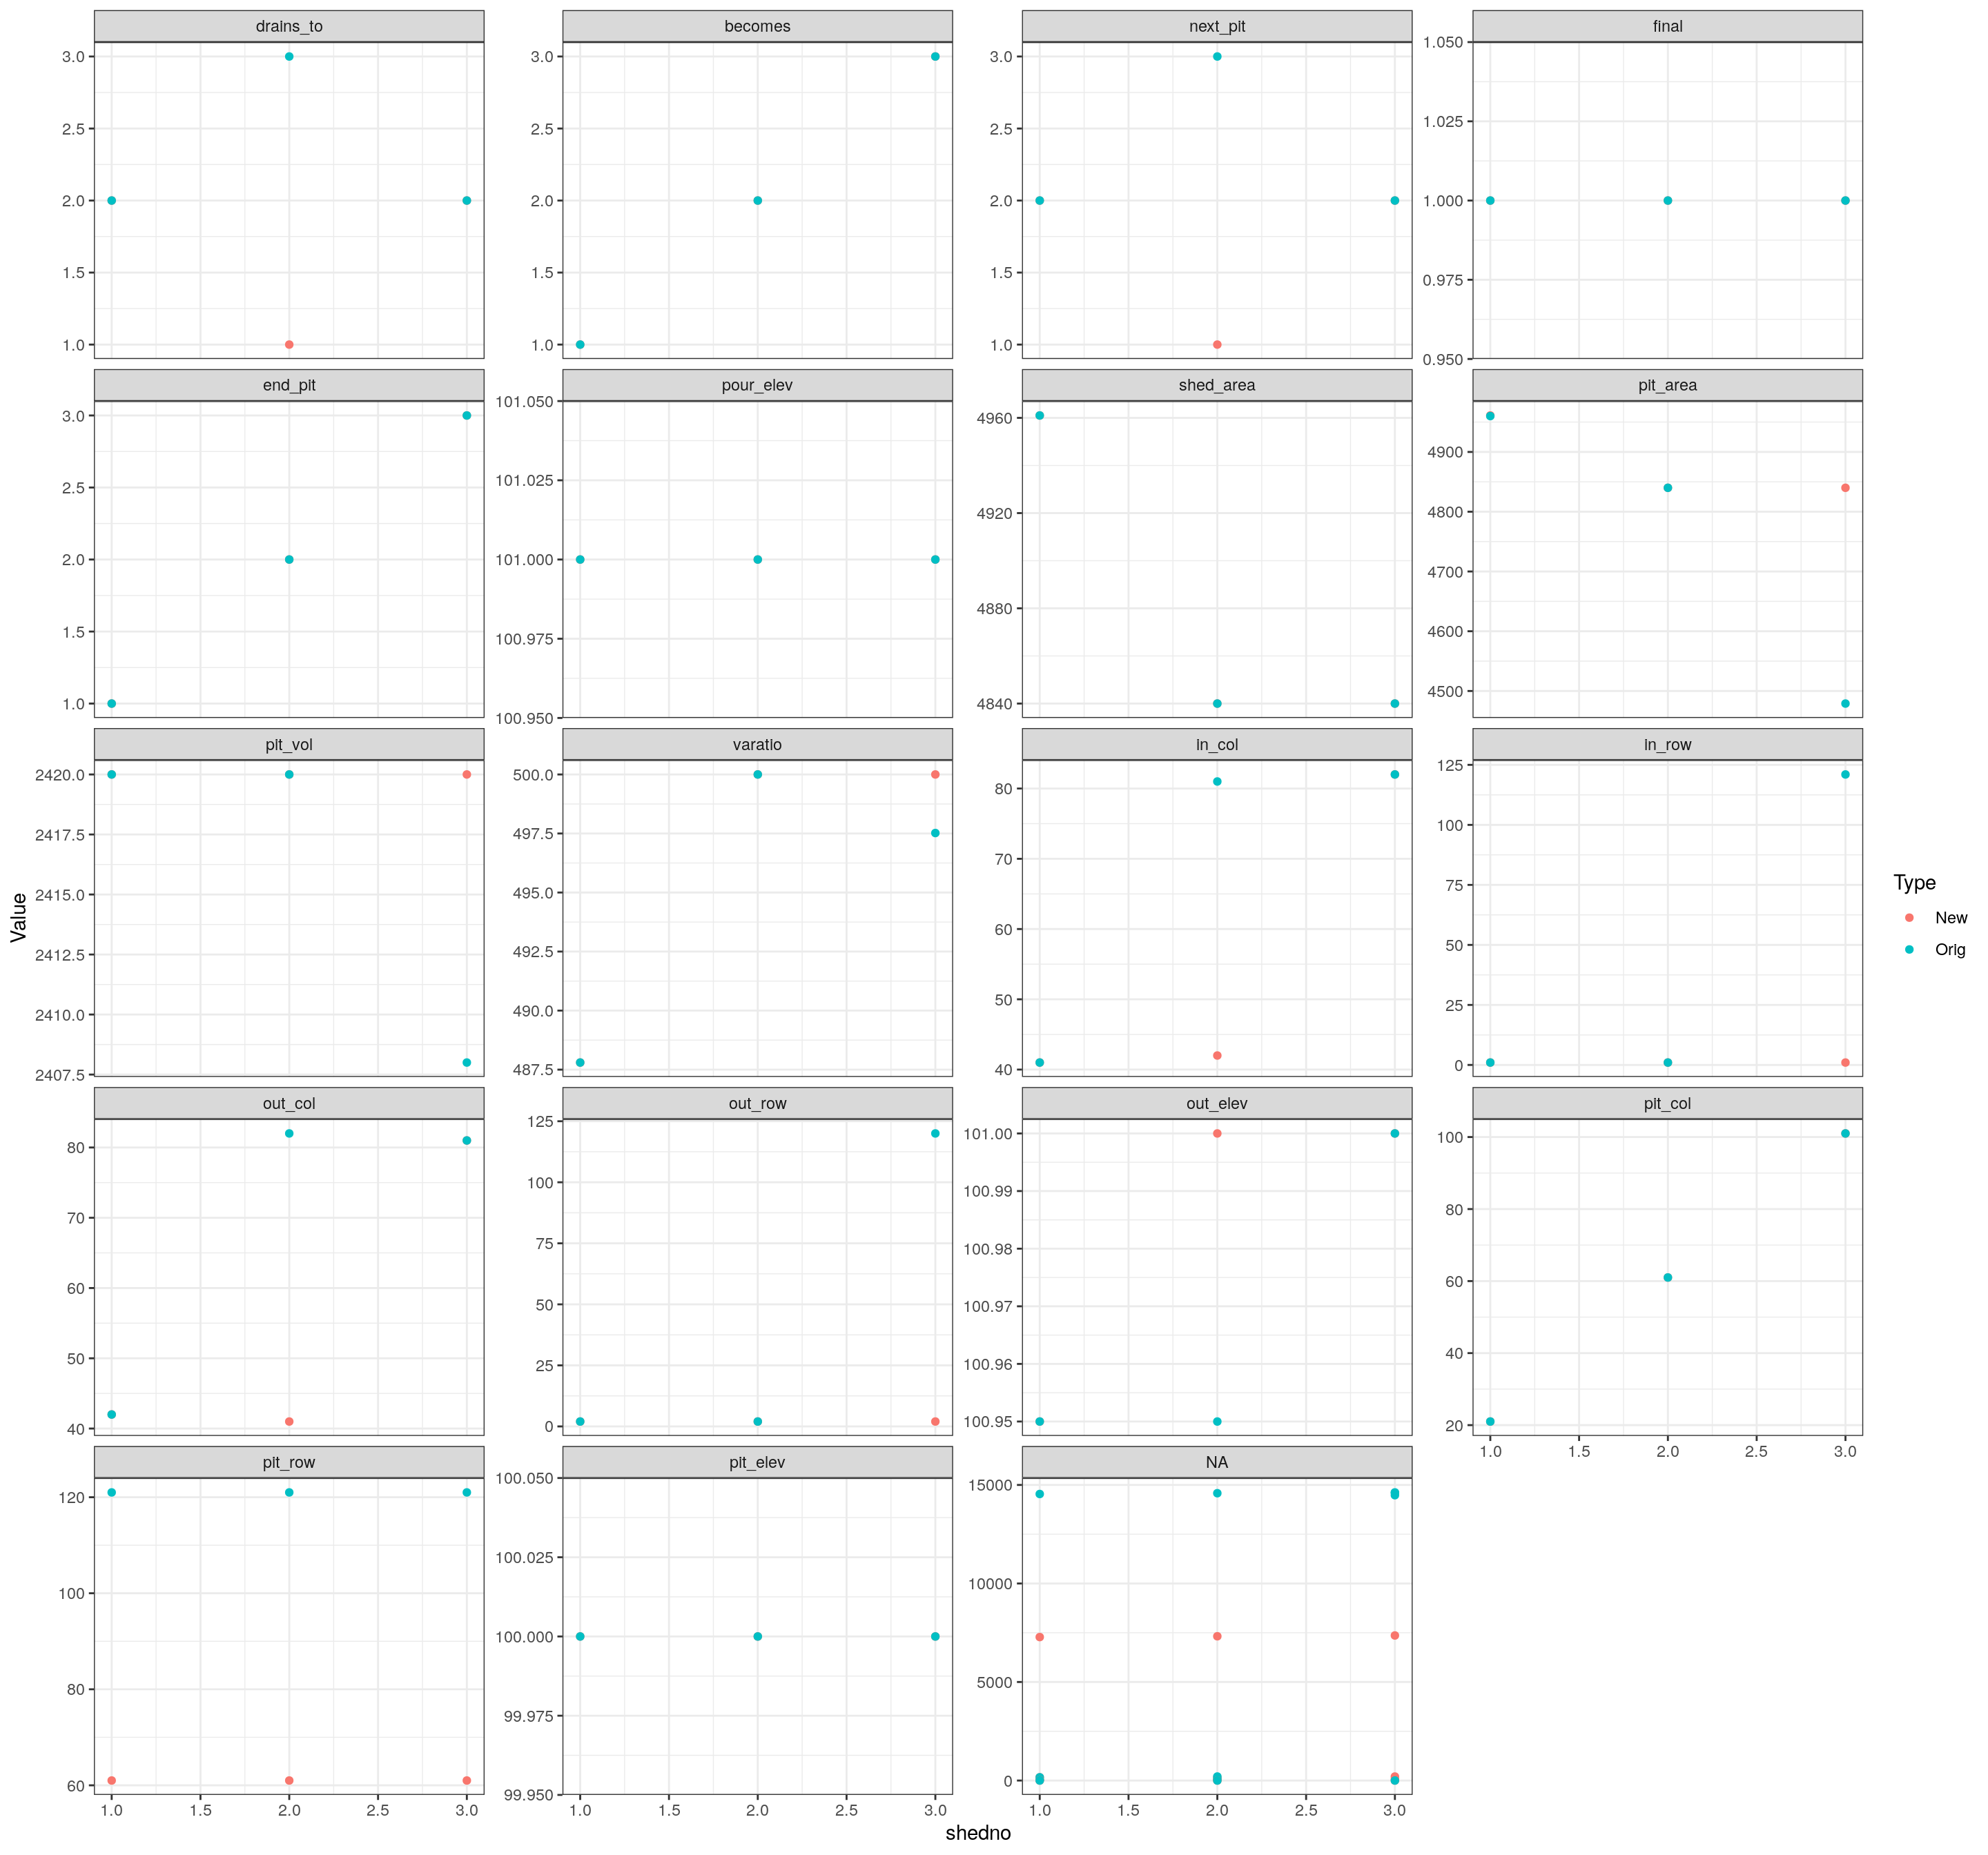 drains_to becomes next_pit final
3.0 3.0 3.0 1.050
2.5 2.5 2.5 1.025
2.0 2.0 2.0 1.000
1.5 1.5 1.5 0.975
1.0 1.0 1.0 0.950
end_pit pour_elev shed_area pit_area
3.0 101.050 4960 4900
2.5 101.025 4920 4800
2.0 101.000 4880 4700
1.5 100.975 4840 4600
1.0 100.950 4500
pit_vol varatio in_col in_row
2420.0 500.0 80 125
2417.5 497.5 70 100
2415.0 495.0 60 75
2412.5 492.5 50 50
2410.0 490.0 40 25
2407.5 487.5 0
out_col out_row out_elev pit_col
80 125 101.00 100
70 100 100.99 80
60 75 100.98 60
50 50 100.97 40
40 25 100.96 20
0 100.95
1.0 1.5 2.0 2.5 3.0
pit_row pit_elev NA
120 100.050 15000
100 100.025 10000
80 100.000 5000
60 99.975 0
99.950
1.0 1.5 2.0 2.5 3.0 1.0 1.5 2.0 2.5 3.0 1.0 1.5 2.0 2.5 3.0
shedno
Value
Type
New
Orig